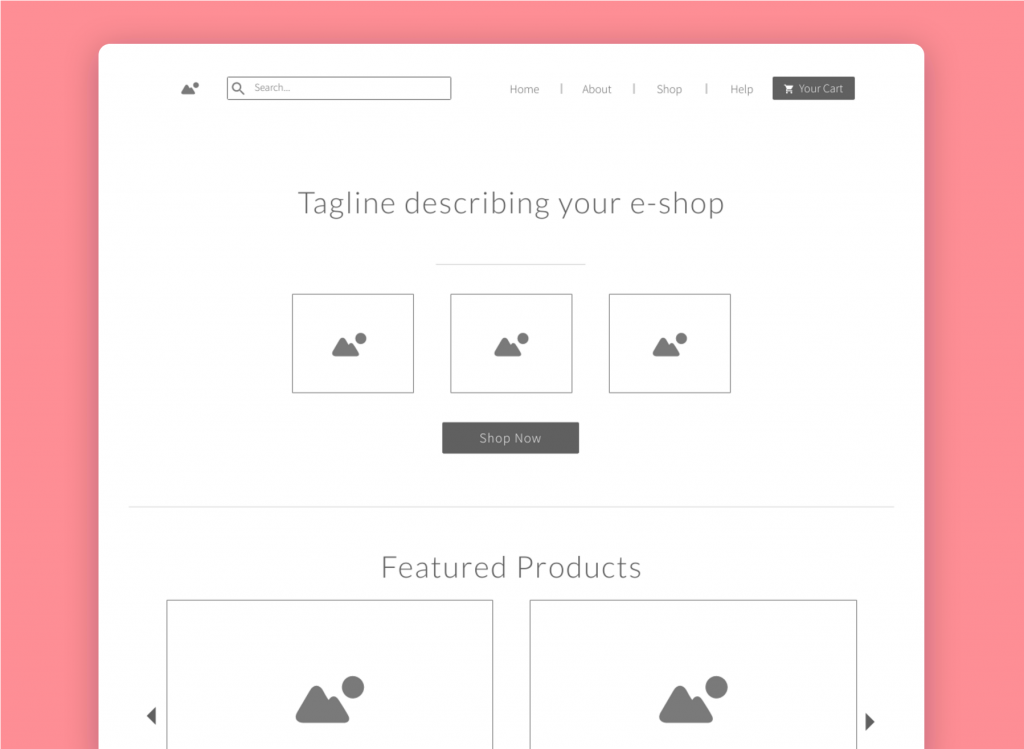 Search...
Home | About | Shop | Help
Your Cart
Tagline describing your e-shop
Shop Now
Featured Products